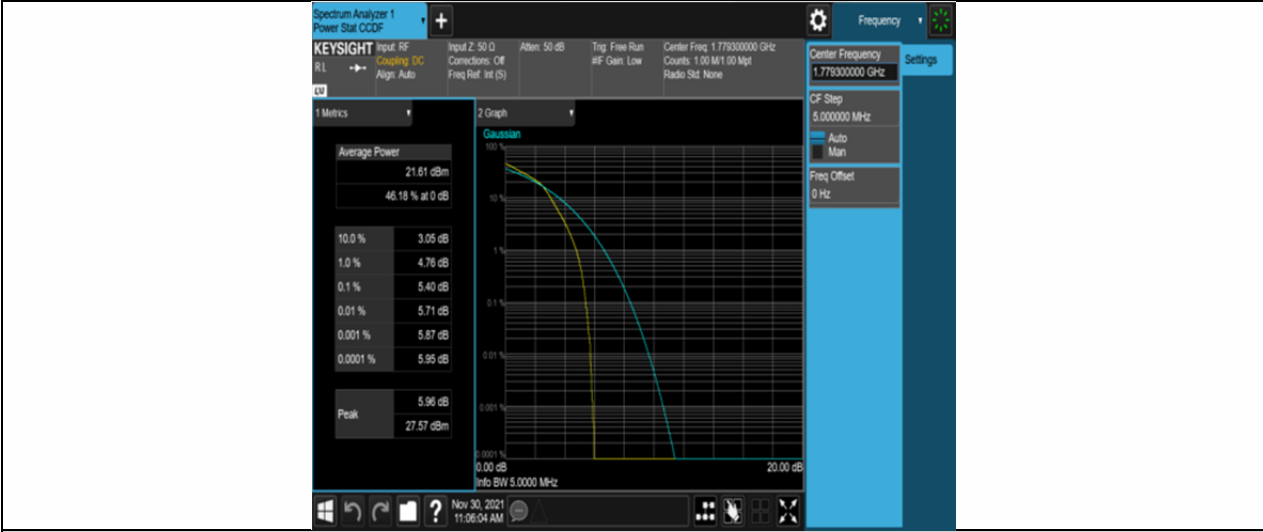 Spectrum Analyzer 1
Power Stat CCDF
+
Frequency
KEYSIGHT
RL
LV
Input: RF
Coupling: DC
Align: Auto
Input Z: 50 Ω
Corrections: Off
Freq Ref: Int (S)
Atten: 50 dB
Trig: Free Run
#IF Gain: Low
Center Freq: 1.779300000 GHz
Counts: 1.00 M/1.00 Mpt
Radio Std: None
Center Frequency
1.779300000 GHz
Settings
CF Step
5.000000 MHz
Auto
Man
Freq Offset
0 Hz
1 Metrics
Average Power
21.61 dBm
46.18 % at 0 dB
10.0 % 3.05 dB
1.0 % 4.76 dB
0.1 % 5.40 dB
0.01 % 5.71 dB
0.001 % 5.87 dB
0.0001 % 5.95 dB
Peak
5.96 dB
27.57 dBm
2 Graph
Gaussian
100 %
10 %
1 %
0.1 %
0.01 %
0.001 %
0.0001 %
0.00 dB 20.00 dB
Info BW 5.0000 MHz
?
Nov 30, 2021
11:06:04 AM